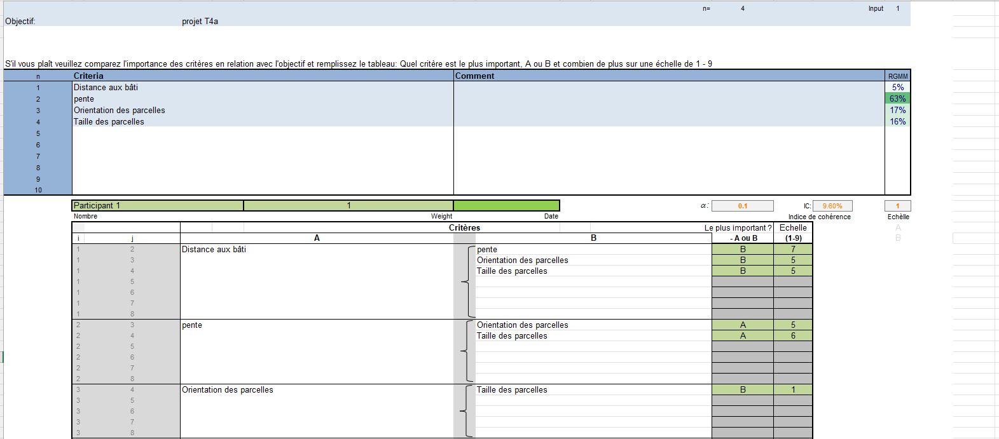 n= 4 Input 1
Objectif: projet T4a
S'il vous plaît veuillez comparez l'importance des critères en relation avec l'objectif et remplissez le tableau: Quel critère est le plus important, A ou B et combien de plus sur une échelle de 1 - 9
n Criteria Comment RGMM
1 Distance aux bâti 5%
2 pente 63%
3 Orientation des parcelles 17%
4 Taille des parcelles 16%
5
6
7
8
9
10
Participant 1 1 α: 0.1 IC: 9.60% 1
Nombre Weight Date Indice de cohérence Echèlle
Critères Le plus important ? Echelle A
i j A B - A ou B (1-9) B
1 2 Distance aux bâti pente B 7
1 3 Orientation des parcelles B 5
1 4 Taille des parcelles B 5
1 5
1 6
1 7
1 8
2 3 pente Orientation des parcelles A 5
2 4 Taille des parcelles A 6
2 5
2 6
2 7
2 8
3 4 Orientation des parcelles Taille des parcelles B 1
3 5
3 6
3 7
3 8